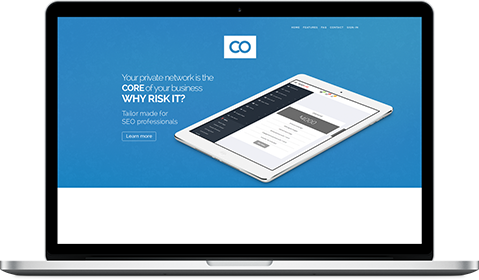 HOME FEATURES FAQ CONTACT SIGN IN
CO
Your private network is the
CORE of your business
WHY RISK IT?
Tailor made for
SEO professionals
Learn more